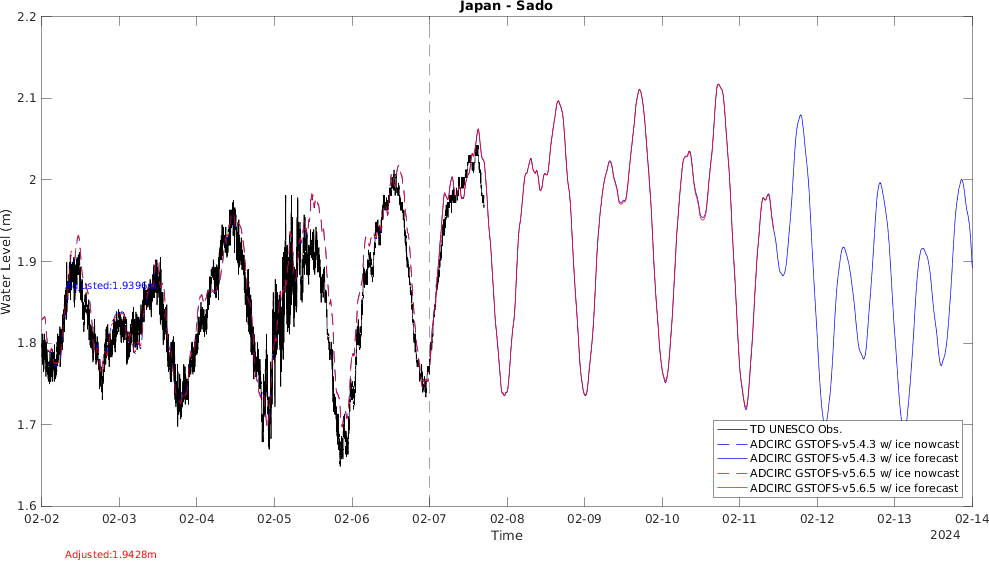 Japan - Sado
Water Level (m)
2.2
2.1
2
1.9
1.8
1.7
1.6
Adjusted:1.9396m
TD UNESCO Obs.
ADCIRC GSTOFS-v5.4.3 w/ ice nowcast
ADCIRC GSTOFS-v5.4.3 w/ ice forecast
ADCIRC GSTOFS-v5.6.5 w/ ice nowcast
ADCIRC GSTOFS-v5.6.5 w/ ice forecast
02-02 02-03 02-04 02-05 02-06 02-07 02-08 02-09 02-10 02-11 02-12 02-13 02-14
Time
2024
Adjusted:1.9428m